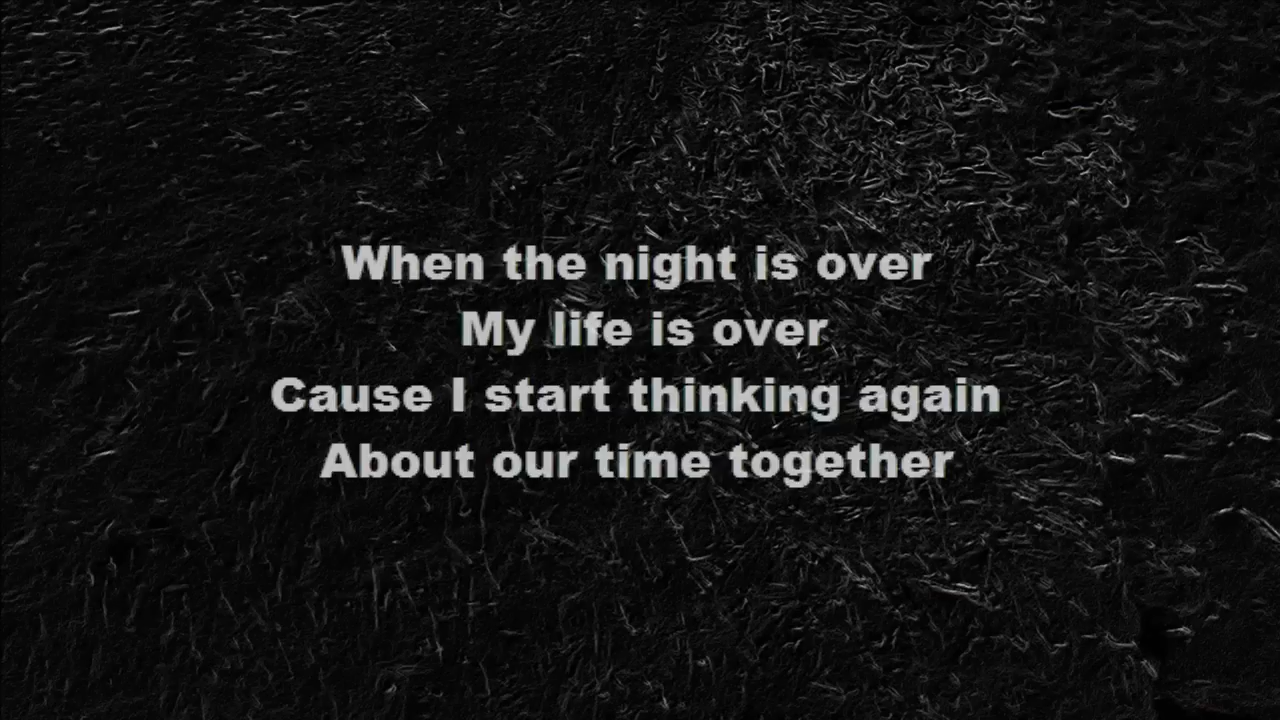 When the night is over
My life is over
Cause I start thinking again
About our time together